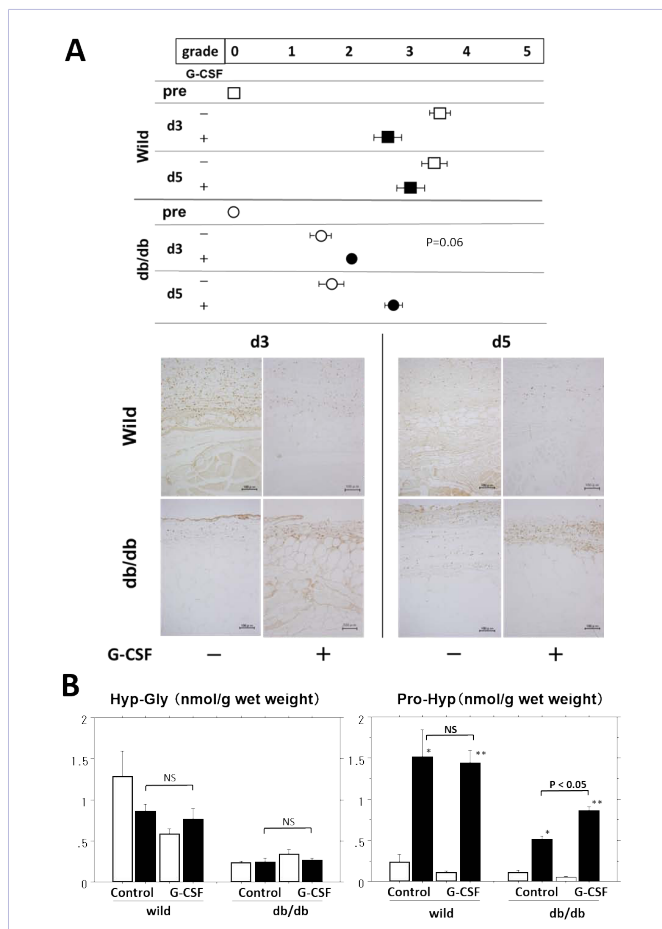 A
grade 0 1 2 3 4 5
G-CSF
pre
Wild
d3 − +
d5 − +
db/db
pre
d3 − +
P=0.06
d5 − +
d3 d5
Wild
db/db
G-CSF − + − +
B
Hyp-Gly (nmol/g wet weight)
2
1.5
1
.5
0
NS
NS
Control G-CSF Control G-CSF
wild db/db
Pro-Hyp(nmol/g wet weight)
2
1.5
1
.5
0
NS
* **
P < 0.05
* **
Control G-CSF Control G-CSF
wild db/db